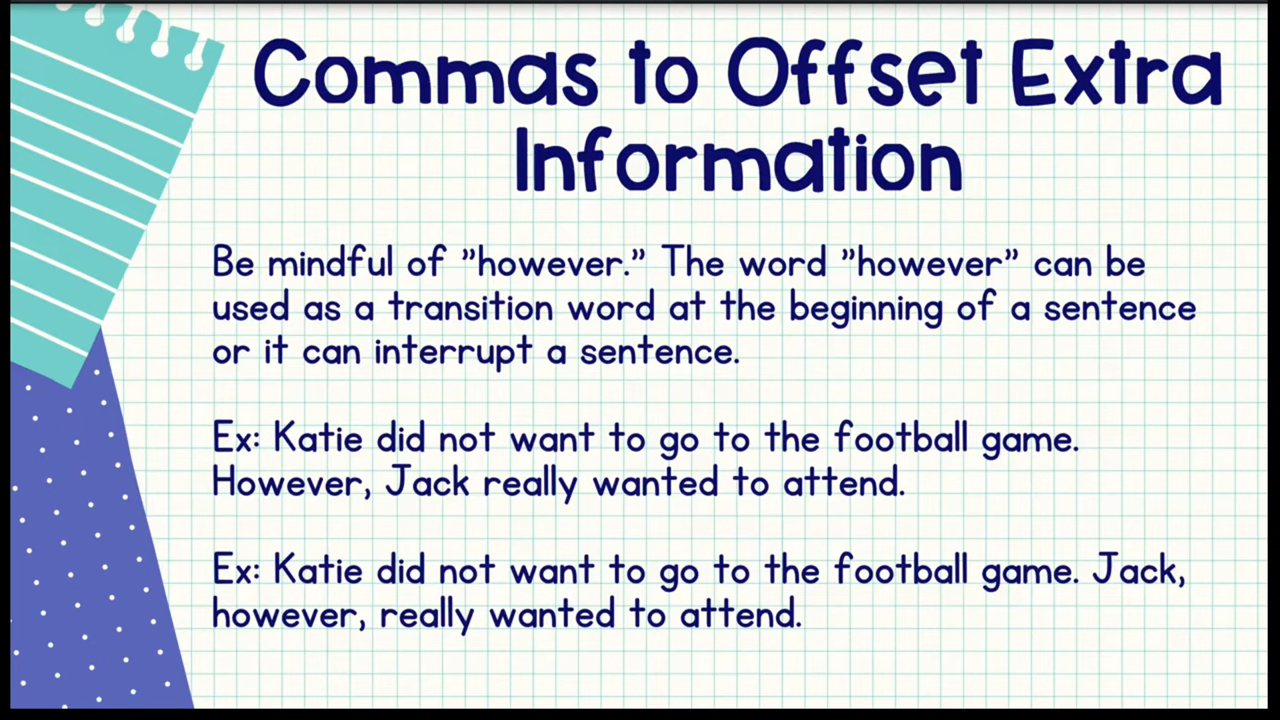 Commas to Offset Extra
Information
Be mindful of ”however.” The word ”however” can be
used as a transition word at the beginning of a sentence
or it can interrupt a sentence.
Ex: Katie did not want to go to the football game.
However, Jack really wanted to attend.
Ex: Katie did not want to go to the football game. Jack,
however, really wanted to attend.